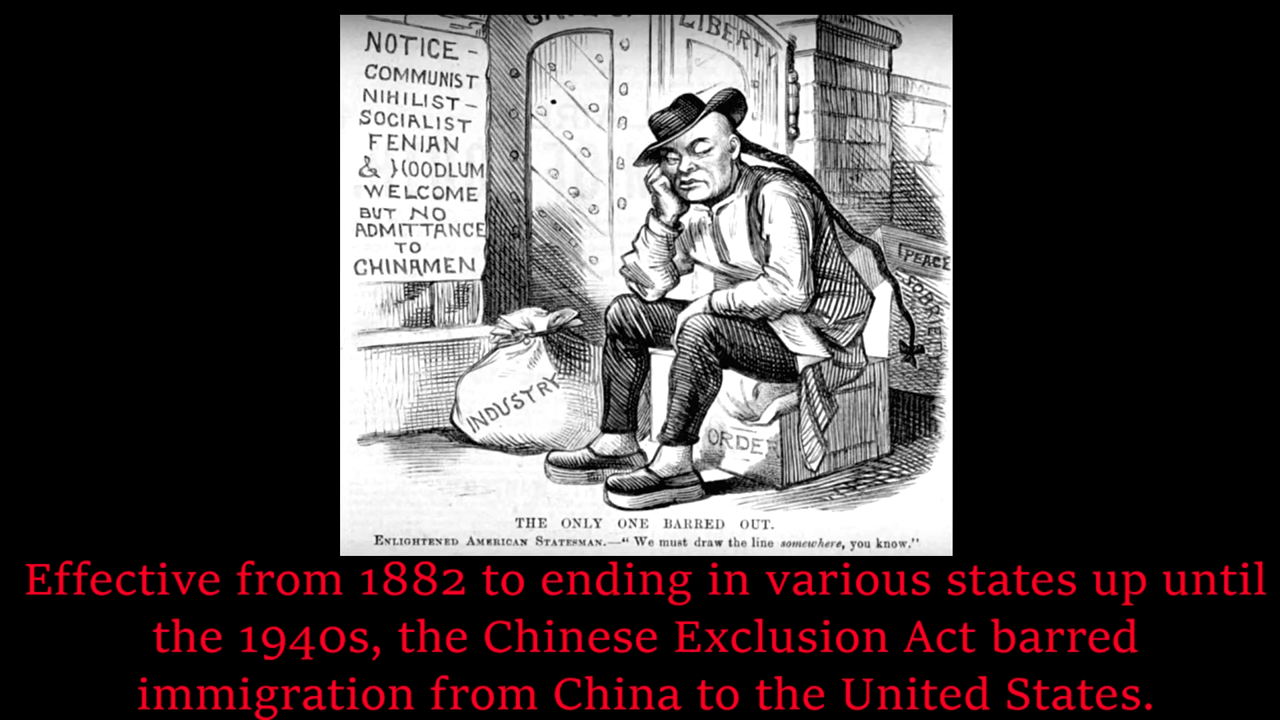 LIBERTY
NOTICE -
COMMUNIST
NIHILIST -
SOCIALIST
FENIAN
& HOODLUM
WELCOME
BUT NO
ADMITTANCE
TO
CHINAMEN
PEACE
SOBRIETY
INDUSTRY
ORDER
THE ONLY ONE BARRED OUT.
ENLIGHTENED AMERICAN STATESMAN.—“We must draw the line somewhere, you know.”
Effective from 1882 to ending in various states up until
the 1940s, the Chinese Exclusion Act barred
immigration from China to the United States.